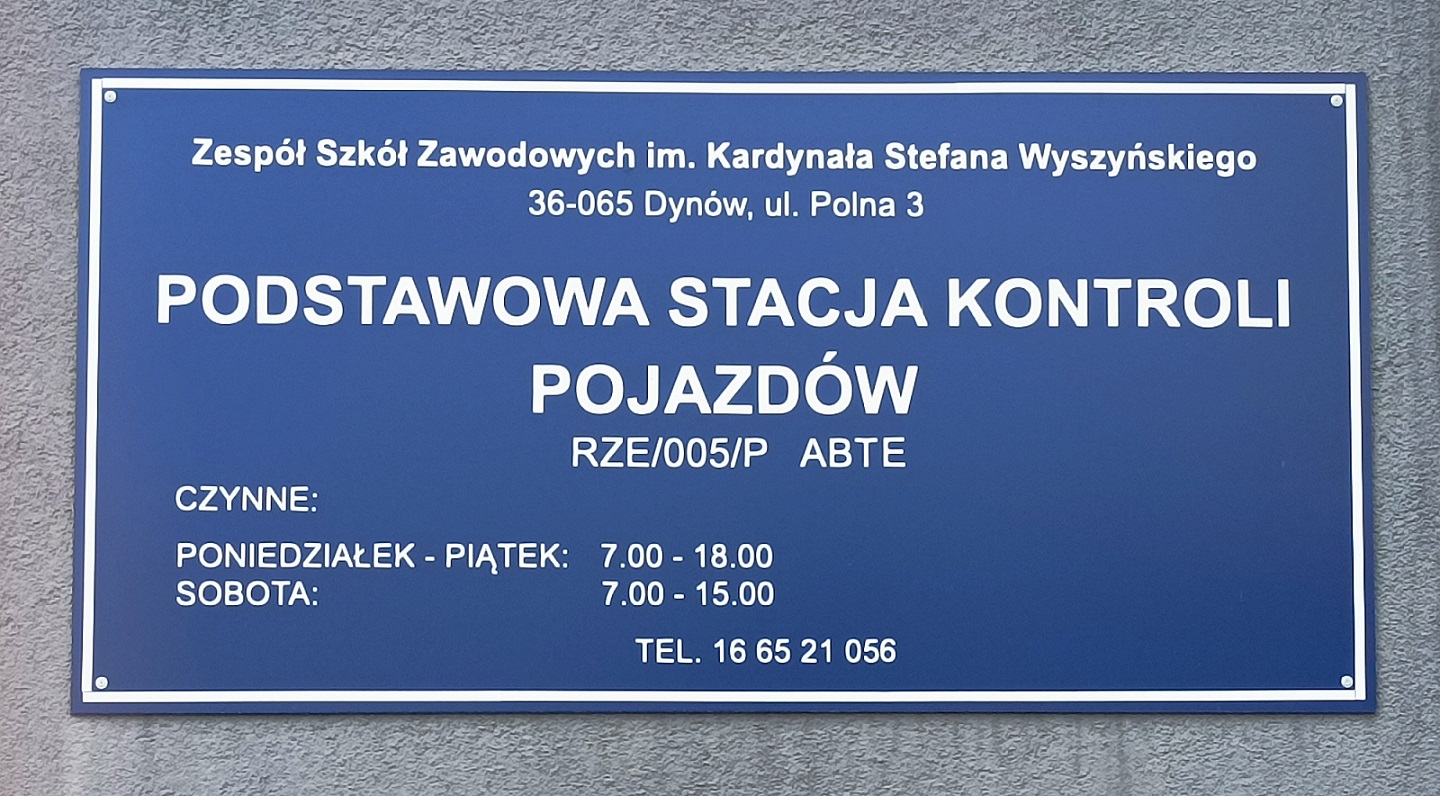 Zespół Szkół Zawodowych im. Kardynała Stefana Wyszyńskiego
36-065 Dynów, ul. Polna 3
PODSTAWOWA STACJA KONTROLI
POJAZDÓW
RZE/005/P ABTE
CZYNNE:
PONIEDZIAŁEK - PIĄTEK: 7.00 - 18.00
SOBOTA: 7.00 - 15.00
TEL. 16 65 21 056